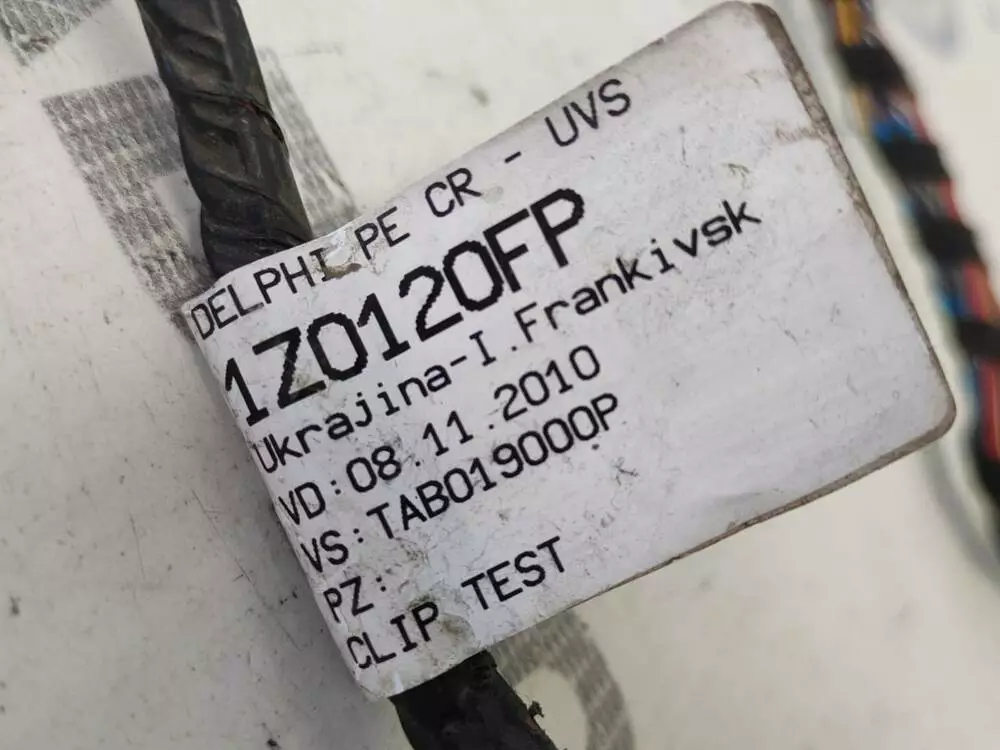 DELPHI PE CR - UVS
1Z0120FP
Ukrajina-I.Frankivsk
VD:08.11.2010
VS:TAB019000P
PZ:
CLIP TEST